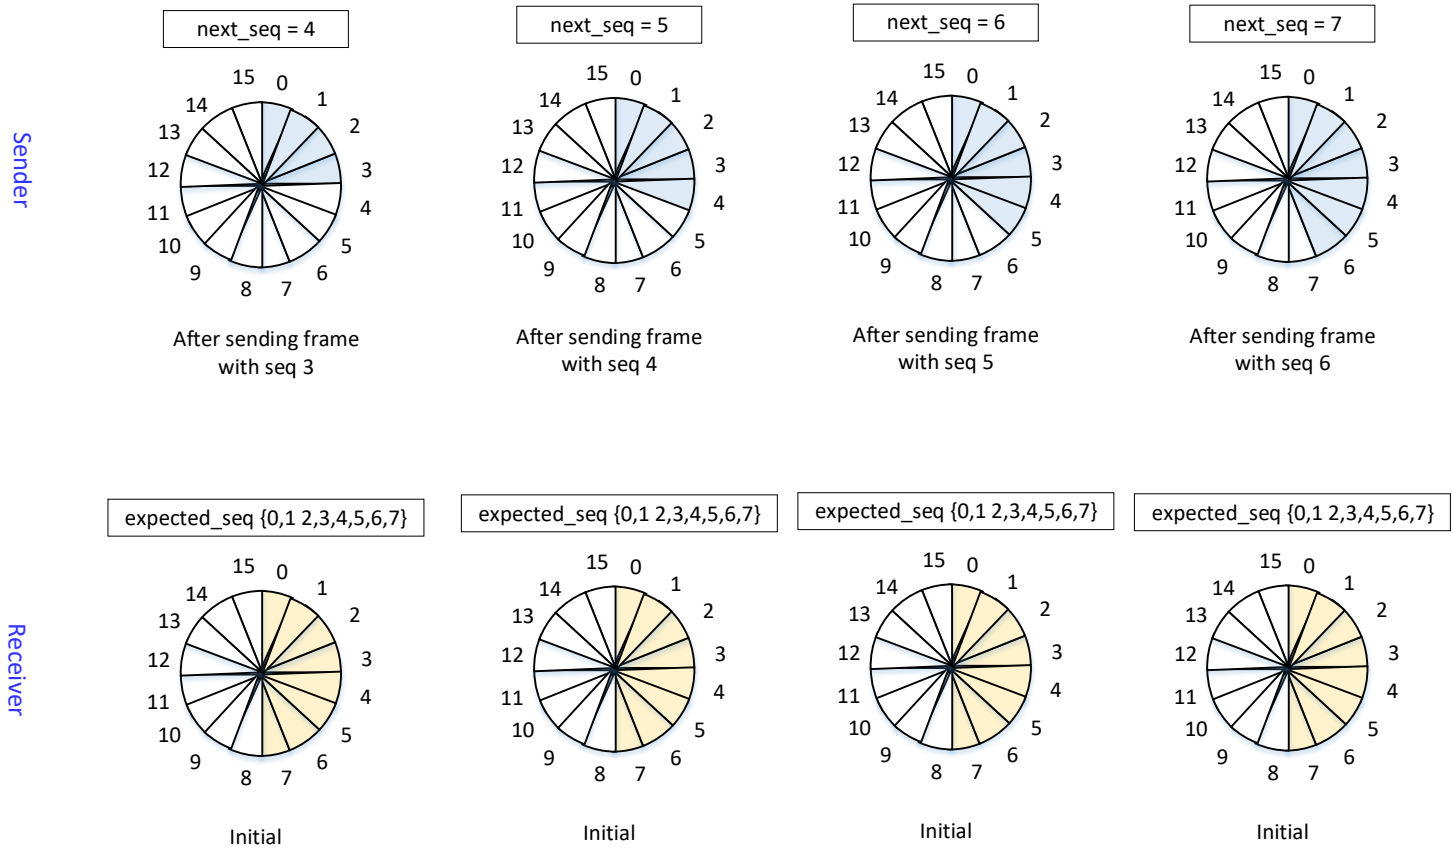 next_seq = 4
next_seq = 5
next_seq = 6
next_seq = 7
Sender
15 0 1 2 3 4 5 6 7 8 9 10 11 12 13 14
15 0 1 2 3 4 5 6 7 8 9 10 11 12 13 14
15 0 1 2 3 4 5 6 7 8 9 10 11 12 13 14
15 0 1 2 3 4 5 6 7 8 9 10 11 12 13 14
After sending frame
with seq 3
After sending frame
with seq 4
After sending frame
with seq 5
After sending frame
with seq 6
expected_seq {0,1 2,3,4,5,6,7}
expected_seq {0,1 2,3,4,5,6,7}
expected_seq {0,1 2,3,4,5,6,7}
expected_seq {0,1 2,3,4,5,6,7}
Receiver
15 0 1 2 3 4 5 6 7 8 9 10 11 12 13 14
15 0 1 2 3 4 5 6 7 8 9 10 11 12 13 14
15 0 1 2 3 4 5 6 7 8 9 10 11 12 13 14
15 0 1 2 3 4 5 6 7 8 9 10 11 12 13 14
Initial
Initial
Initial
Initial